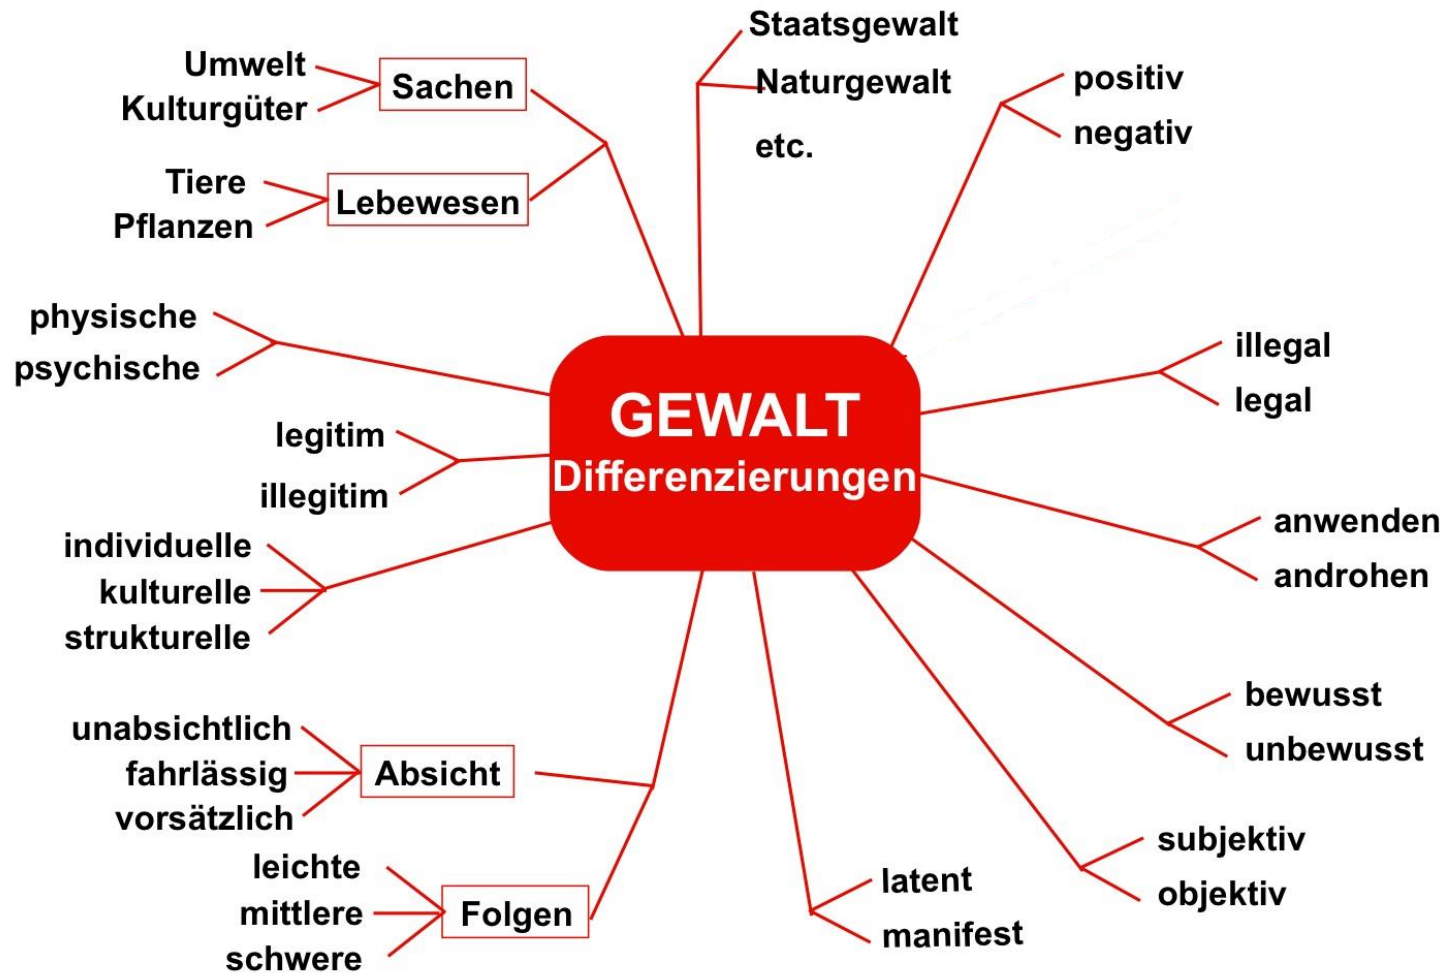 GEWALT
Differenzierungen
Staatsgewalt
Naturgewalt
etc.
positiv
negativ
illegal
legal
anwenden
androhen
bewusst
unbewusst
subjektiv
objektiv
latent
manifest
Folgen
leichte
mittlere
schwere
Absicht
unabsichtlich
fahrlässig
vorsätzlich
individuelle
kulturelle
strukturelle
legitim
illegitim
physische
psychische
Lebewesen
Tiere
Pflanzen
Sachen
Umwelt
Kulturgüter